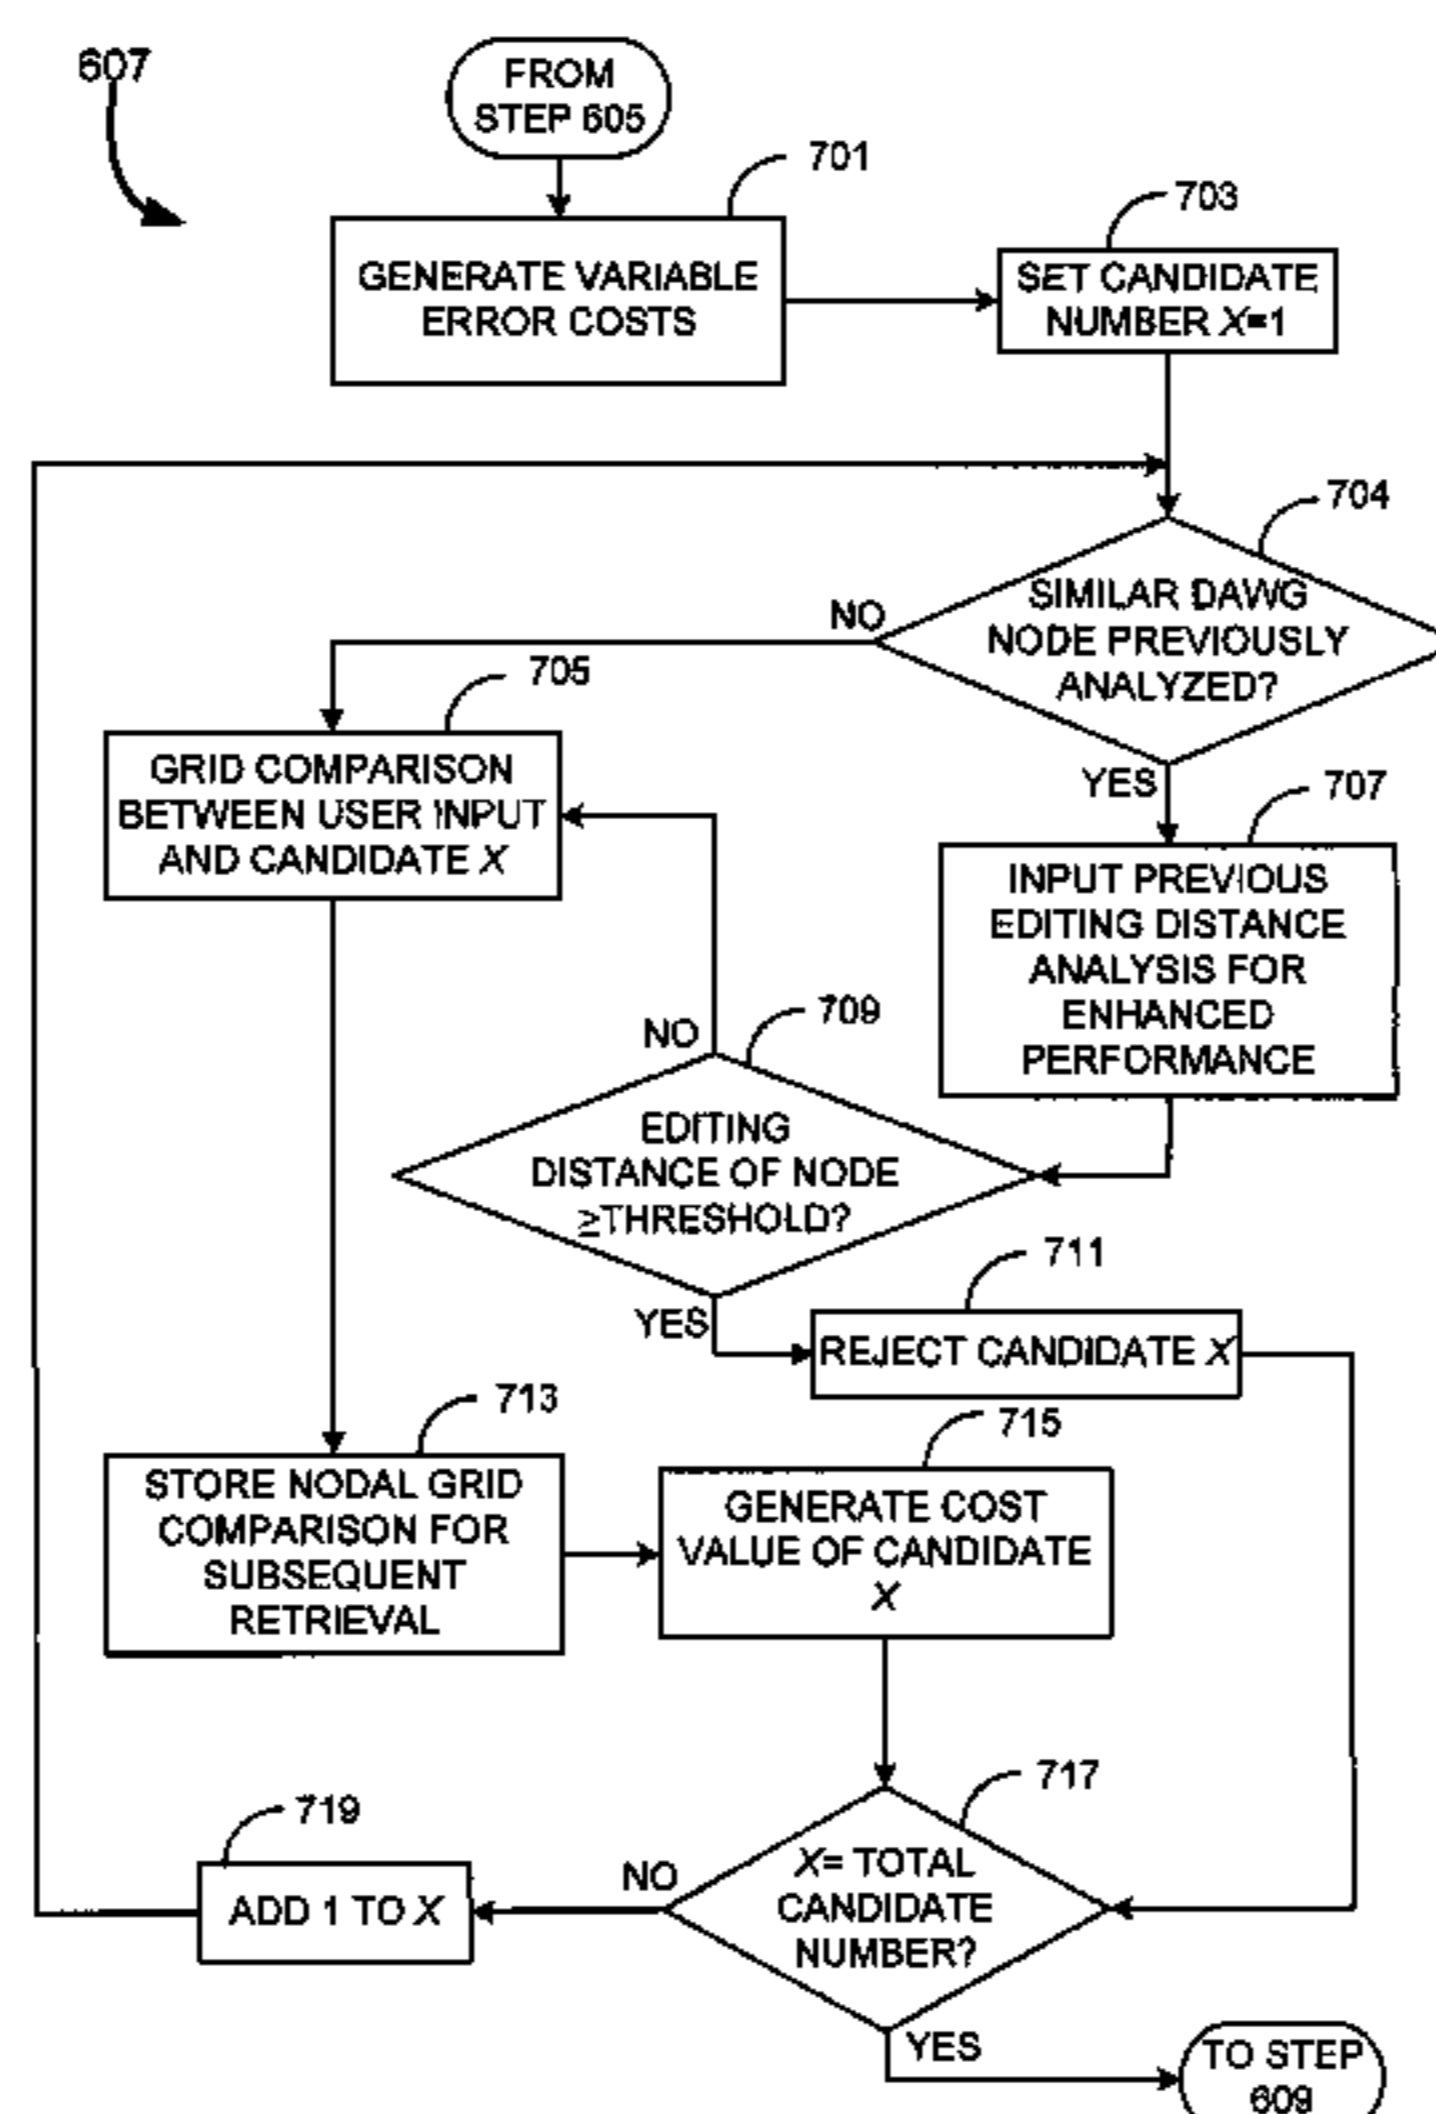 607
FROM
STEP 605
701
GENERATE VARIABLE
ERROR COSTS
703
SET CANDIDATE
NUMBER X=1
704
SIMILAR DAWG
NODE PREVIOUSLY
ANALYZED?
NO
YES
705
GRID COMPARISON
BETWEEN USER INPUT
AND CANDIDATE X
707
INPUT PREVIOUS
EDITING DISTANCE
ANALYSIS FOR
ENHANCED
PERFORMANCE
709
NO
EDITING
DISTANCE OF NODE
≥THRESHOLD?
YES
711
REJECT CANDIDATE X
713
STORE NODAL GRID
COMPARISON FOR
SUBSEQUENT
RETRIEVAL
715
GENERATE COST
VALUE OF CANDIDATE
X
717
X= TOTAL
CANDIDATE
NUMBER?
NO
719
ADD 1 TO X
YES
TO STEP
609